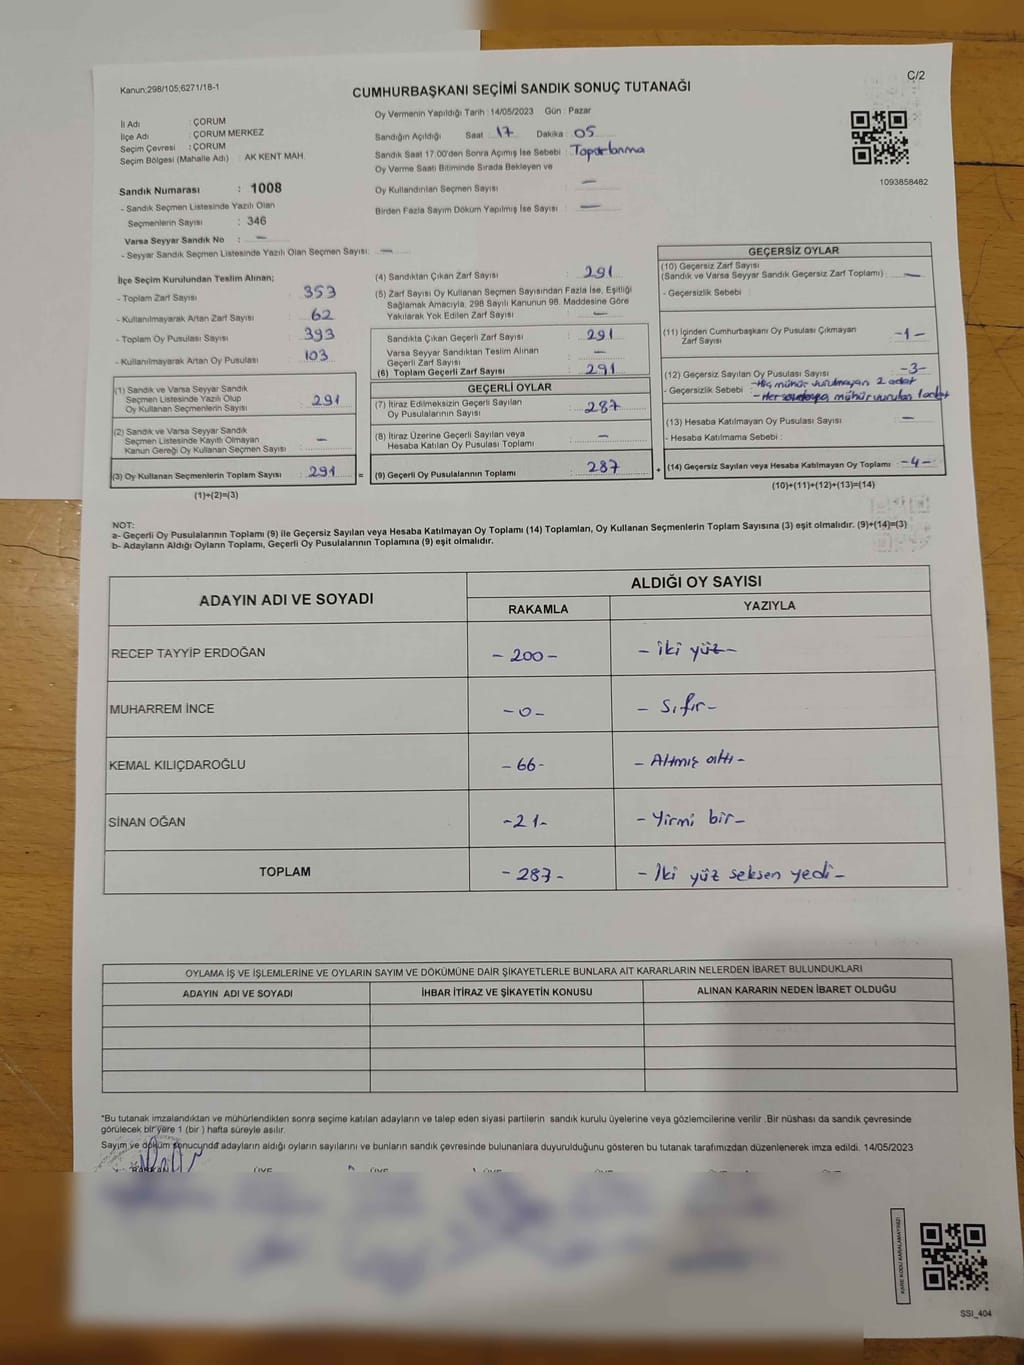 Kanun;298/105;6271/18-1
C/2
CUMHURBAŞKANI SEÇİMİ SANDIK SONUÇ TUTANAĞI
İl Adı : ÇORUM
İlçe Adı : ÇORUM MERKEZ
Seçim Çevresi : ÇORUM
Seçim Bölgesi (Mahalle Adı) : AK KENT MAH.
Oy Vermenin Yapıldığı Tarih : 14/05/2023 Gün : Pazar
Sandığın Açıldığı Saat : 17 Dakika : 05
Sandık Saat 17.00'den Sonra Açımış İse Sebebi : Toparlanma
Oy Verme Saati Bitiminde Sırada Bekleyen ve
Oy Kullandırılan Seçmen Sayısı : —
Birden Fazla Sayım Döküm Yapılmış İse Sayısı : —
1093858482
Sandık Numarası : 1008
- Sandık Seçmen Listesinde Yazılı Olan
Seçmenlerin Sayısı : 346
Varsa Seyyar Sandık No : —
- Seyyar Sandık Seçmen Listesinde Yazılı Olan Seçmen Sayısı: —
İlçe Seçim Kurulundan Teslim Alınan;
- Toplam Zarf Sayısı : 353
- Kullanılmayarak Artan Zarf Sayısı : 62
- Toplam Oy Pusulası Sayısı : 393
- Kullanılmayarak Artan Oy Pusulası : 103
(1) Sandık ve Varsa Seyyar Sandık
Seçmen Listesinde Yazılı Olup
Oy Kullanan Seçmenlerin Sayısı : 291
(2) Sandık ve Varsa Seyyar Sandık
Seçmen Listesinde Kayıtlı Olmayan
Kanun Gereği Oy Kullanan Seçmen Sayısı : —
(3) Oy Kullanan Seçmenlerin Toplam Sayısı : 291 =
(1)+(2)=(3)
(4) Sandıktan Çıkan Zarf Sayısı : 291
(5) Zarf Sayısı Oy Kullanan Seçmen Sayısından Fazla İse, Eşitliği
Sağlamak Amacıyla, 298 Sayılı Kanunun 98. Maddesine Göre
Yakılarak Yok Edilen Zarf Sayısı : —
Sandıkta Çıkan Geçerli Zarf Sayısı : 291
Varsa Seyyar Sandıktan Teslim Alınan
Geçerli Zarf Sayısı : —
(6) Toplam Geçerli Zarf Sayısı : 291
GEÇERLİ OYLAR
(7) İtiraz Edilmeksizin Geçerli Sayılan
Oy Pusulalarının Sayısı : 287
(8) İtiraz Üzerine Geçerli Sayılan veya
Hesaba Katılan Oy Pusulası Toplamı : —
(9) Geçerli Oy Pusulalarının Toplamı : 287 +
GEÇERSİZ OYLAR
(10) Geçersiz Zarf Sayısı
(Sandık ve Varsa Seyyar Sandık Geçersiz Zarf Toplamı) : —
- Geçersizlik Sebebi :
(11) İçinden Cumhurbaşkanı Oy Pusulası Çıkmayan
Zarf Sayısı : -1-
(12) Geçersiz Sayılan Oy Pusulası Sayısı : -3-
- Geçersizlik Sebebi : -Hiç mühür vurulmayan 2 adet
-Her mühür vurulan 1 adet
(13) Hesaba Katılmayan Oy Pusulası Sayısı : —
- Hesaba Katılmama Sebebi :
(14) Geçersiz Sayılan veya Hesaba Katılmayan Oy Toplamı : -4-
(10)+(11)+(12)+(13)=(14)
NOT:
a- Geçerli Oy Pusulalarının Toplamı (9) ile Geçersiz Sayılan veya Hesaba Katılmayan Oy Toplamı (14) Toplamları, Oy Kullanan Seçmenlerin Toplam Sayısına (3) eşit olmalıdır. (9)+(14)=(3)
b- Adayların Aldığı Oyların Toplamı, Geçerli Oy Pusulalarının Toplamına (9) eşit olmalıdır.
ADAYIN ADI VE SOYADI
ALDIĞI OY SAYISI
RAKAMLA YAZIYLA
RECEP TAYYİP ERDOĞAN - 200 - - iki yüz -
MUHARREM İNCE - 0 - - Sıfır -
KEMAL KILIÇDAROĞLU - 66 - - Altmış altı -
SİNAN OĞAN - 21 - - Yirmi bir -
TOPLAM - 287 - - İki yüz seksen yedi -
OYLAMA İŞ VE İŞLEMLERİNE VE OYLARIN SAYIM VE DÖKÜMÜNE DAİR ŞİKAYETLERLE BUNLARA AİT KARARLARIN NELERDEN İBARET BULUNDUKLARI
ADAYIN ADI VE SOYADI İHBAR İTİRAZ VE ŞİKAYETİN KONUSU ALINAN KARARIN NEDEN İBARET OLDUĞU
*Bu tutanak imzalandıktan ve mühürlendikten sonra seçime katılan adayların ve talep eden siyasi partilerin sandık kurulu üyelerine veya gözlemcilerine verilir .Bir nüshası da sandık çevresinde
görülecek bir yere 1 (bir ) hafta süreyle asılır.
Sayım ve döküm sonucunda adayların aldığı oyların sayılarını ve bunların sandık çevresinde bulunanlara duyurulduğunu gösteren bu tutanak tarafımızdan düzenlenerek imza edildi. 14/05/2023
BAŞKAN ÜYE ÜYE ÜYE
KARE KODU KARALAMAYINIZ!
SSI_404